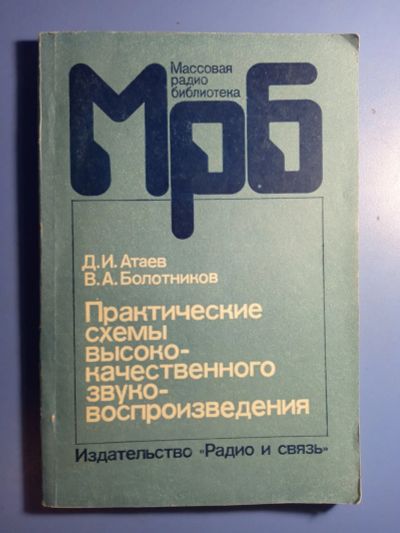 Массовая
радио
библиотека
Мрб
Д.И. Атаев
В.А. Болотников
Практические
схемы
высоко-
качественного
звуко-
воспроизведения
Издательство «Радио и связь»